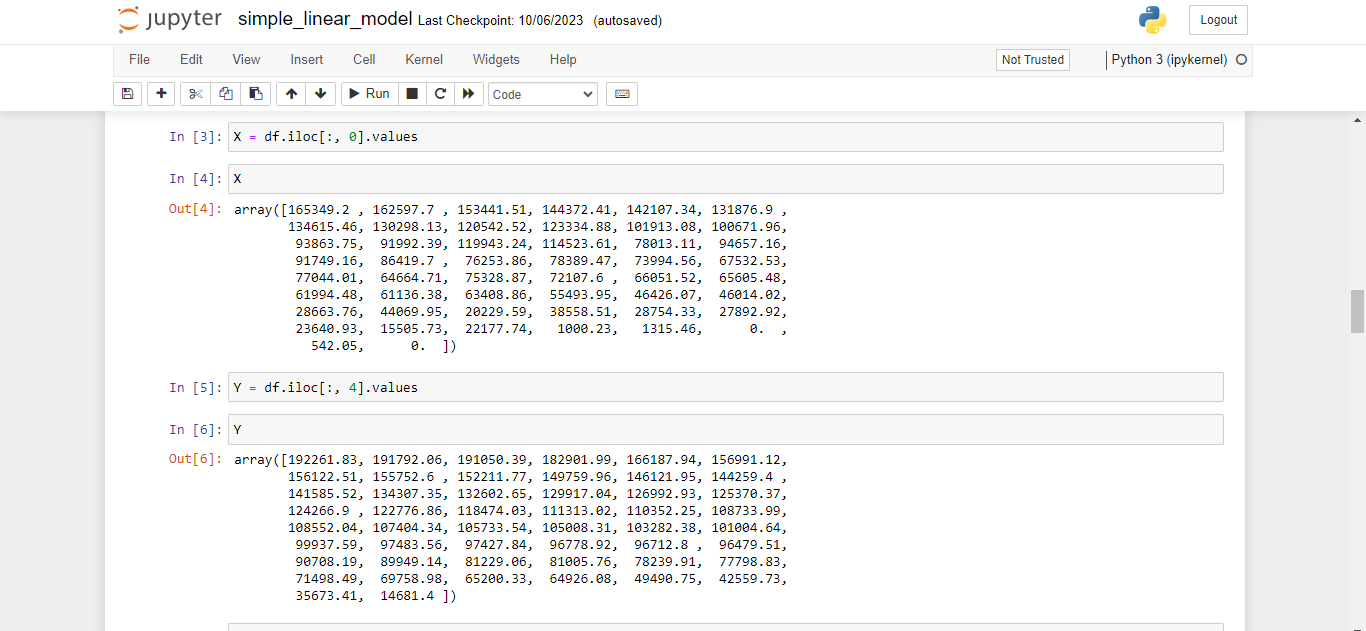 jupyter simple_linear_model Last Checkpoint: 10/06/2023 (autosaved)
Logout
File Edit View Insert Cell Kernel Widgets Help
Not Trusted
Python 3 (ipykernel)
Run
Code
In [3]: X = df.iloc[:, 0].values
In [4]: X
Out[4]: array([165349.2 , 162597.7 , 153441.51, 144372.41, 142107.34, 131876.9 ,
134615.46, 130298.13, 120542.52, 123334.88, 101913.08, 100671.96,
93863.75, 91992.39, 119943.24, 114523.61, 78013.11, 94657.16,
91749.16, 86419.7 , 76253.86, 78389.47, 73994.56, 67532.53,
77044.01, 64664.71, 75328.87, 72107.6 , 66051.52, 65605.48,
61994.48, 61136.38, 63408.86, 55493.95, 46426.07, 46014.02,
28663.76, 44069.95, 20229.59, 38558.51, 28754.33, 27892.92,
23640.93, 15505.73, 22177.74, 1000.23, 1315.46, 0. ,
542.05, 0. ])
In [5]: Y = df.iloc[:, 4].values
In [6]: Y
Out[6]: array([192261.83, 191792.06, 191050.39, 182901.99, 166187.94, 156991.12,
156122.51, 155752.6 , 152211.77, 149759.96, 146121.95, 144259.4 ,
141585.52, 134307.35, 132602.65, 129917.04, 126992.93, 125370.37,
124266.9 , 122776.86, 118474.03, 111313.02, 110352.25, 108733.99,
108552.04, 107404.34, 105733.54, 105008.31, 103282.38, 101004.64,
99937.59, 97483.56, 97427.84, 96778.92, 96712.8 , 96479.51,
90708.19, 89949.14, 81229.06, 81005.76, 78239.91, 77798.83,
71498.49, 69758.98, 65200.33, 64926.08, 49490.75, 42559.73,
35673.41, 14681.4 ])